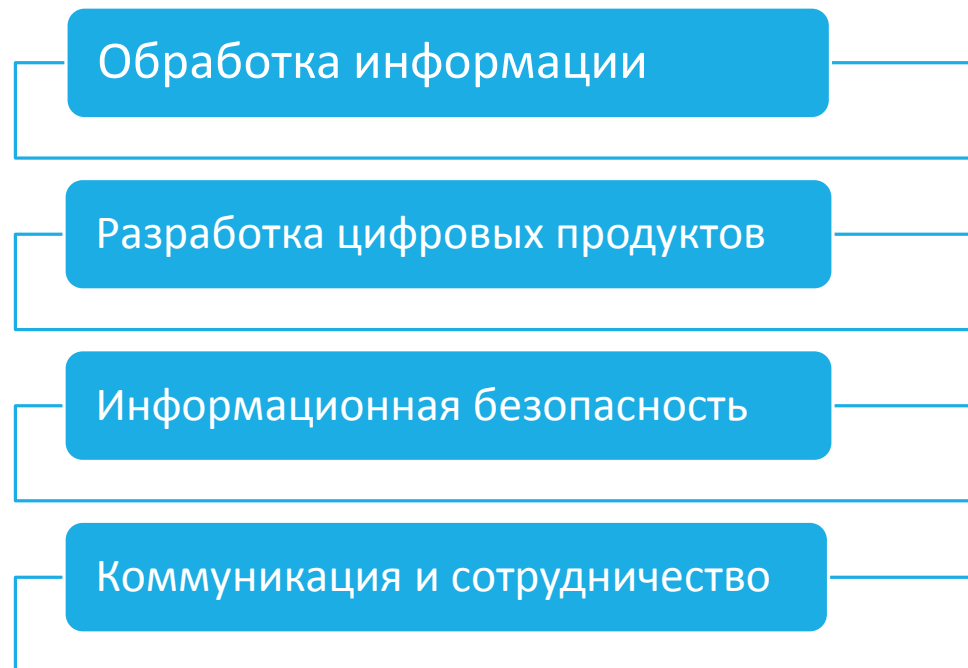 Обработка информации
Разработка цифровых продуктов
Информационная безопасность
Коммуникация и сотрудничество